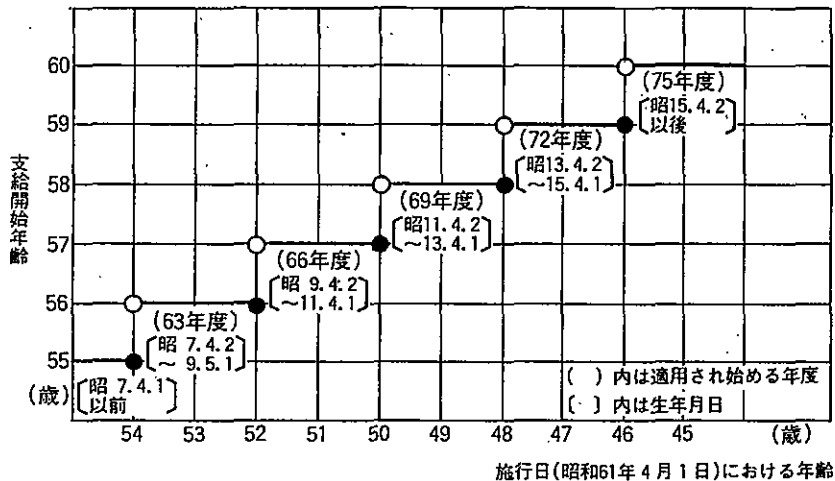 60
(75年度)
〔昭15.4.2
以後〕
59
(72年度)
〔昭13.4.2
～15.4.1〕
58
(69年度)
〔昭11.4.2
～13.4.1〕
57
(66年度)
〔昭 9.4.2
～11.4.1〕
56
(63年度)
〔昭 7.4.2
～ 9.5.1〕
55
(歳)
〔昭 7.4.1
以前〕
支給開始年齢
( )内は適用され始める年度
〔 〕内は生年月日
54 53 52 51 50 49 48 47 46 45 (歳)
施行日(昭和61年4月1日)における年齢